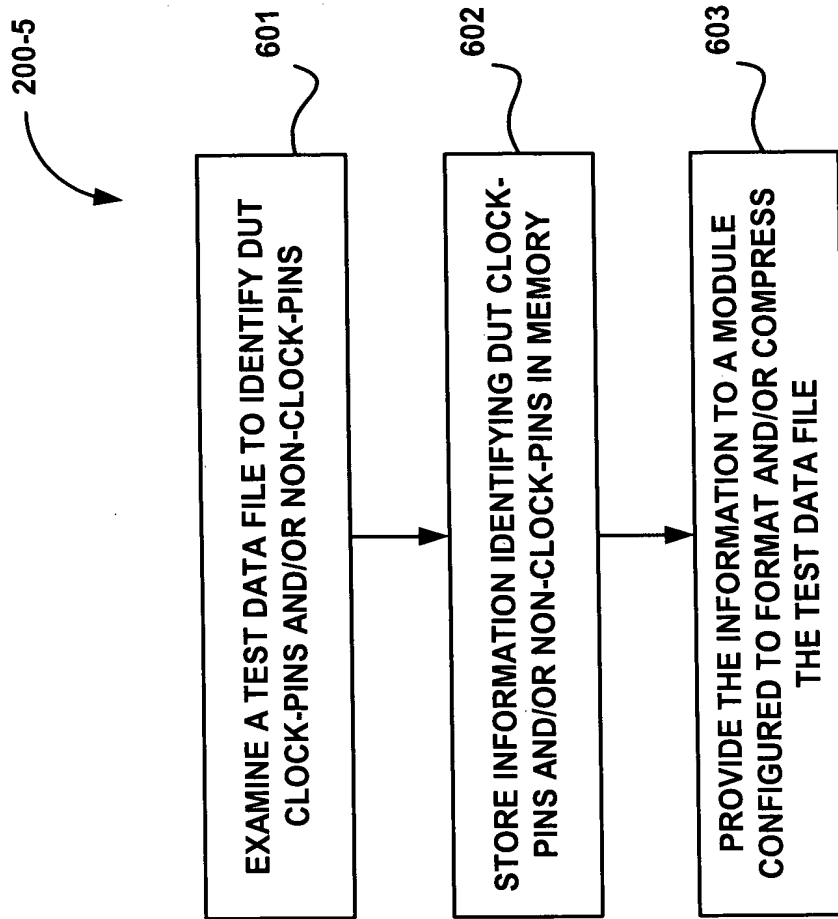 200-5
EXAMINE A TEST DATA FILE TO IDENTIFY DUT
CLOCK-PINS AND/OR NON-CLOCK-PINS
601
STORE INFORMATION IDENTIFYING DUT CLOCK-
PINS AND/OR NON-CLOCK-PINS IN MEMORY
602
PROVIDE THE INFORMATION TO A MODULE
CONFIGURED TO FORMAT AND/OR COMPRESS
THE TEST DATA FILE
603